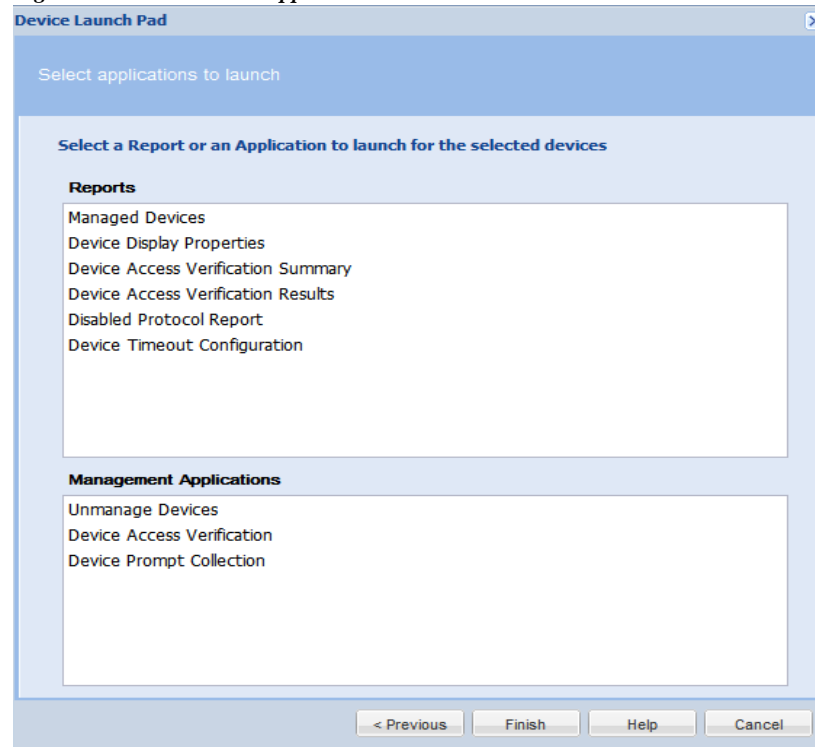 Device Launch Pad
Select applications to launch
Select a Report or an Application to launch for the selected devices
Reports
Managed Devices
Device Display Properties
Device Access Verification Summary
Device Access Verification Results
Disabled Protocol Report
Device Timeout Configuration
Management Applications
Unmanage Devices
Device Access Verification
Device Prompt Collection
< Previous Finish Help Cancel